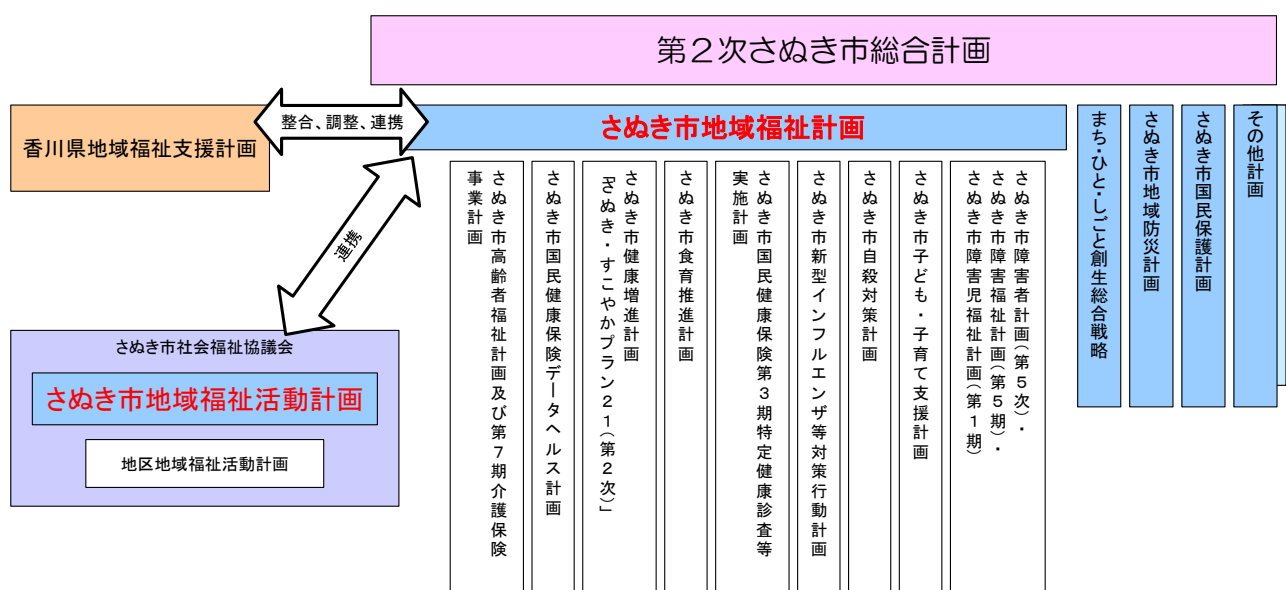 第２次さぬき市総合計画
香川県地域福祉支援計画
整合、調整、連携
さぬき市地域福祉計画
連携
さぬき市社会福祉協議会
さぬき市地域福祉活動計画
地区地域福祉活動計画
さぬき市高齢者福祉計画及び第７期介護保険
事業計画
さぬき市国民健康保険データヘルス計画
さぬき市健康増進計画
「さぬき・すこやかプラン２１（第２次）」
さぬき市食育推進計画
さぬき市国民健康保険第３期特定健康診査等
実施計画
さぬき市新型インフルエンザ等対策行動計画
さぬき市自殺対策計画
さぬき市子ども・子育て支援計画
さぬき市障害者計画（第５次）・
さぬき市障害福祉計画（第５期）・
さぬき市障害児福祉計画（第１期）
まち・ひと・しごと創生総合戦略
さぬき市地域防災計画
さぬき市国民保護計画
その他計画